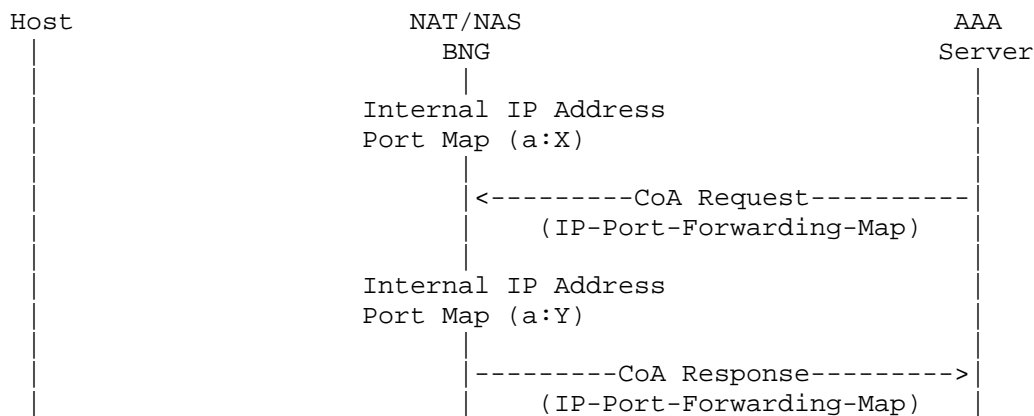 Host NAT/NAS AAA
BNG Server
Internal IP Address
Port Map (a:X)
<---------CoA Request----------
(IP-Port-Forwarding-Map)
Internal IP Address
Port Map (a:Y)
---------CoA Response--------->
(IP-Port-Forwarding-Map)